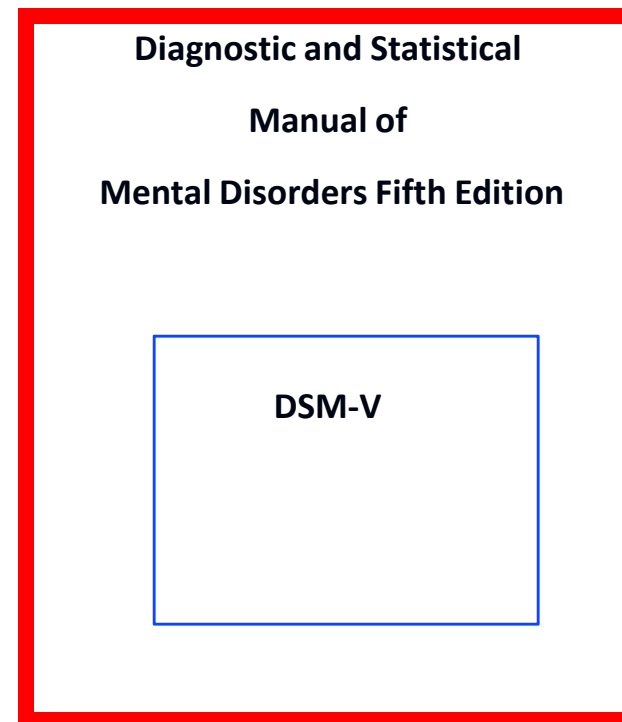 Diagnostic and Statistical
Manual of
Mental Disorders Fifth Edition
DSM-V